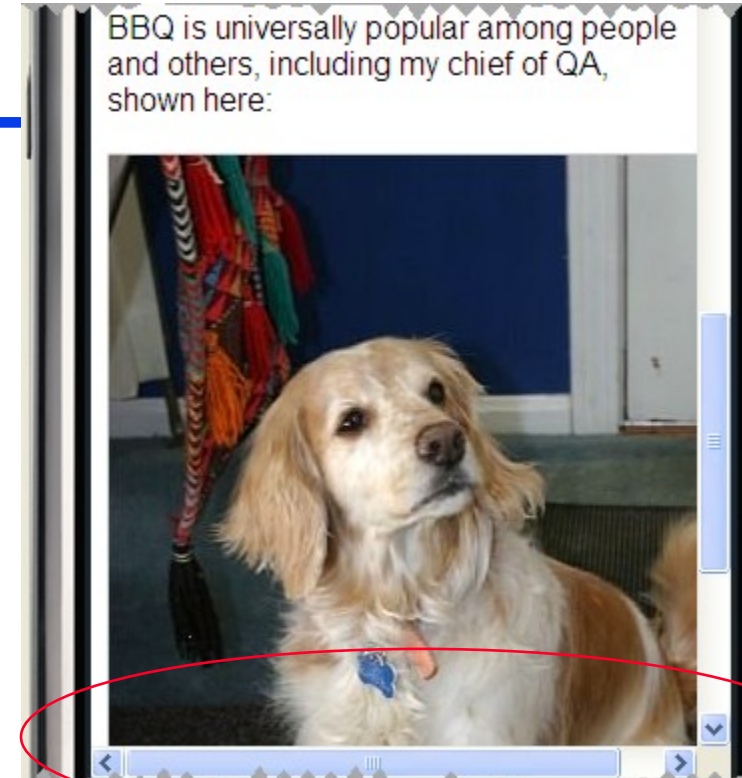 BBQ is universally popular among people
and others, including my chief of QA,
shown here: